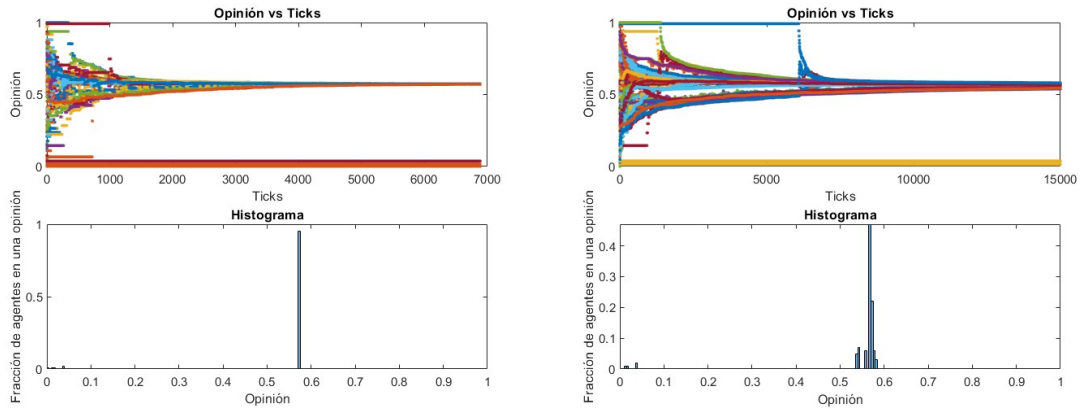 Opinión vs Ticks
Opinión
1
0.5
0
0 1000 2000 3000 4000 5000 6000 7000
Ticks
Histograma
Fracción de agentes en una opinión
1
0.5
0
0 0.1 0.2 0.3 0.4 0.5 0.6 0.7 0.8 0.9 1
Opinión
Opinión vs Ticks
Opinión
1
0.5
0
0 5000 10000 15000
Ticks
Histograma
Fracción de agentes en una opinión
0.4
0.3
0.2
0.1
0
0 0.1 0.2 0.3 0.4 0.5 0.6 0.7 0.8 0.9 1
Opinión